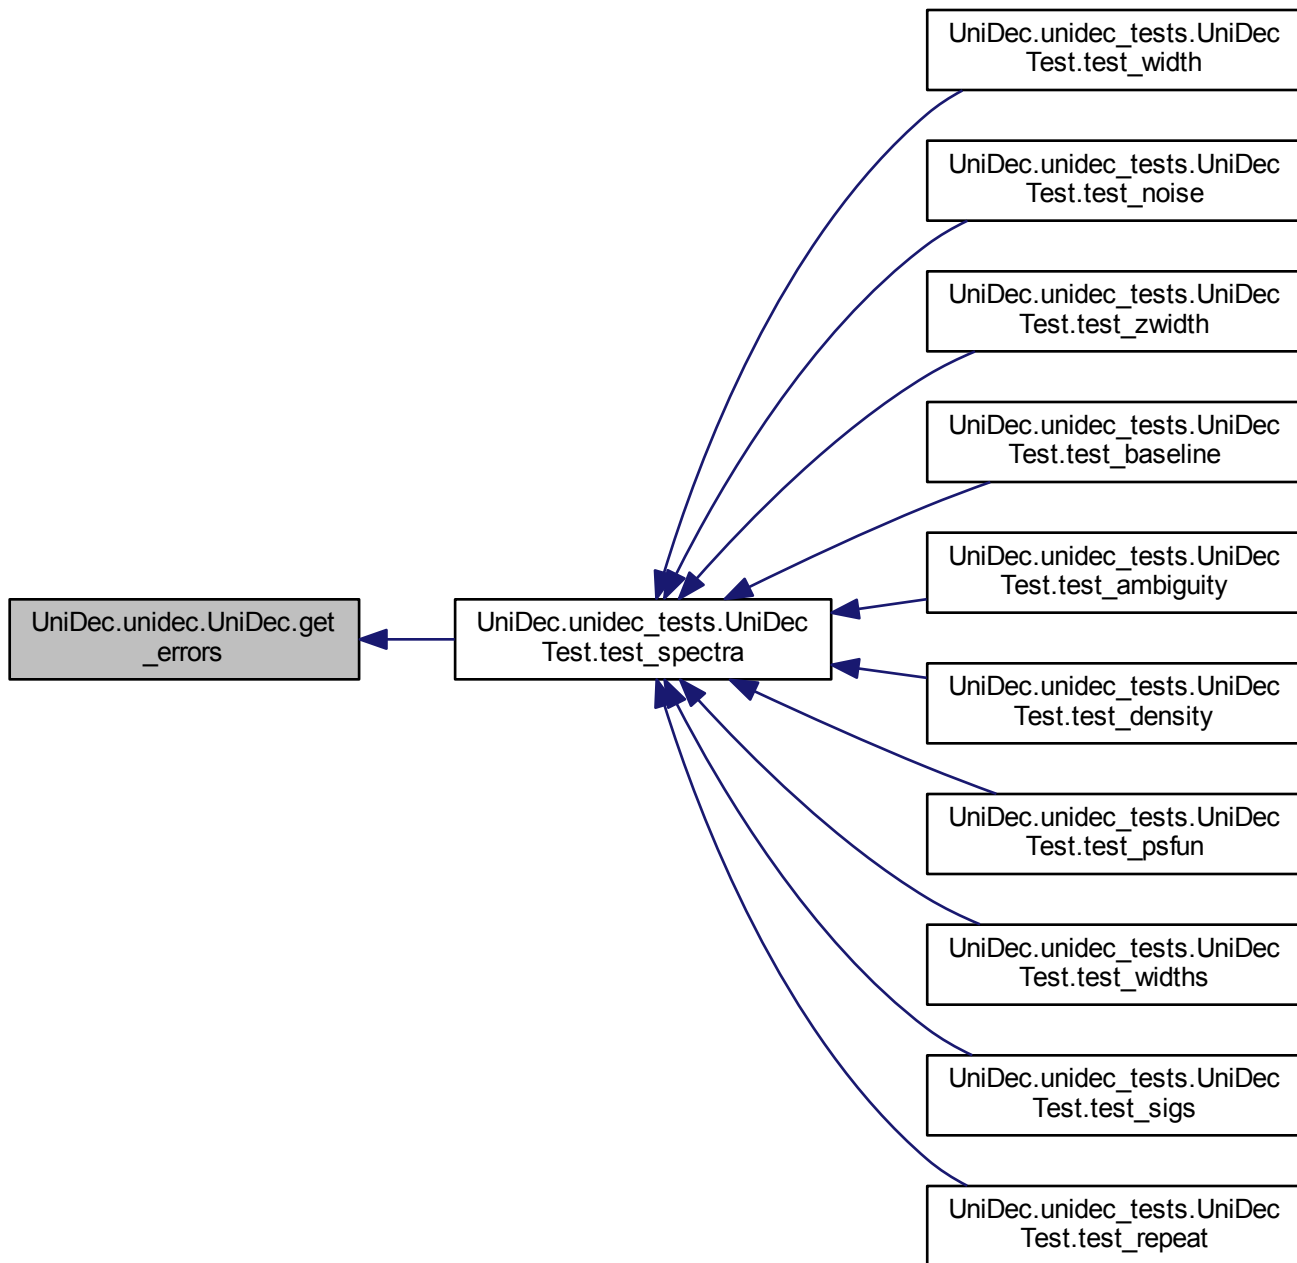 UniDec.unidec_tests.UniDec
Test.test_width
UniDec.unidec_tests.UniDec
Test.test_noise
UniDec.unidec_tests.UniDec
Test.test_zwidth
UniDec.unidec_tests.UniDec
Test.test_baseline
UniDec.unidec_tests.UniDec
Test.test_ambiguity
UniDec.unidec.UniDec.get
_errors
UniDec.unidec_tests.UniDec
Test.test_spectra
UniDec.unidec_tests.UniDec
Test.test_density
UniDec.unidec_tests.UniDec
Test.test_psfun
UniDec.unidec_tests.UniDec
Test.test_widths
UniDec.unidec_tests.UniDec
Test.test_sigs
UniDec.unidec_tests.UniDec
Test.test_repeat